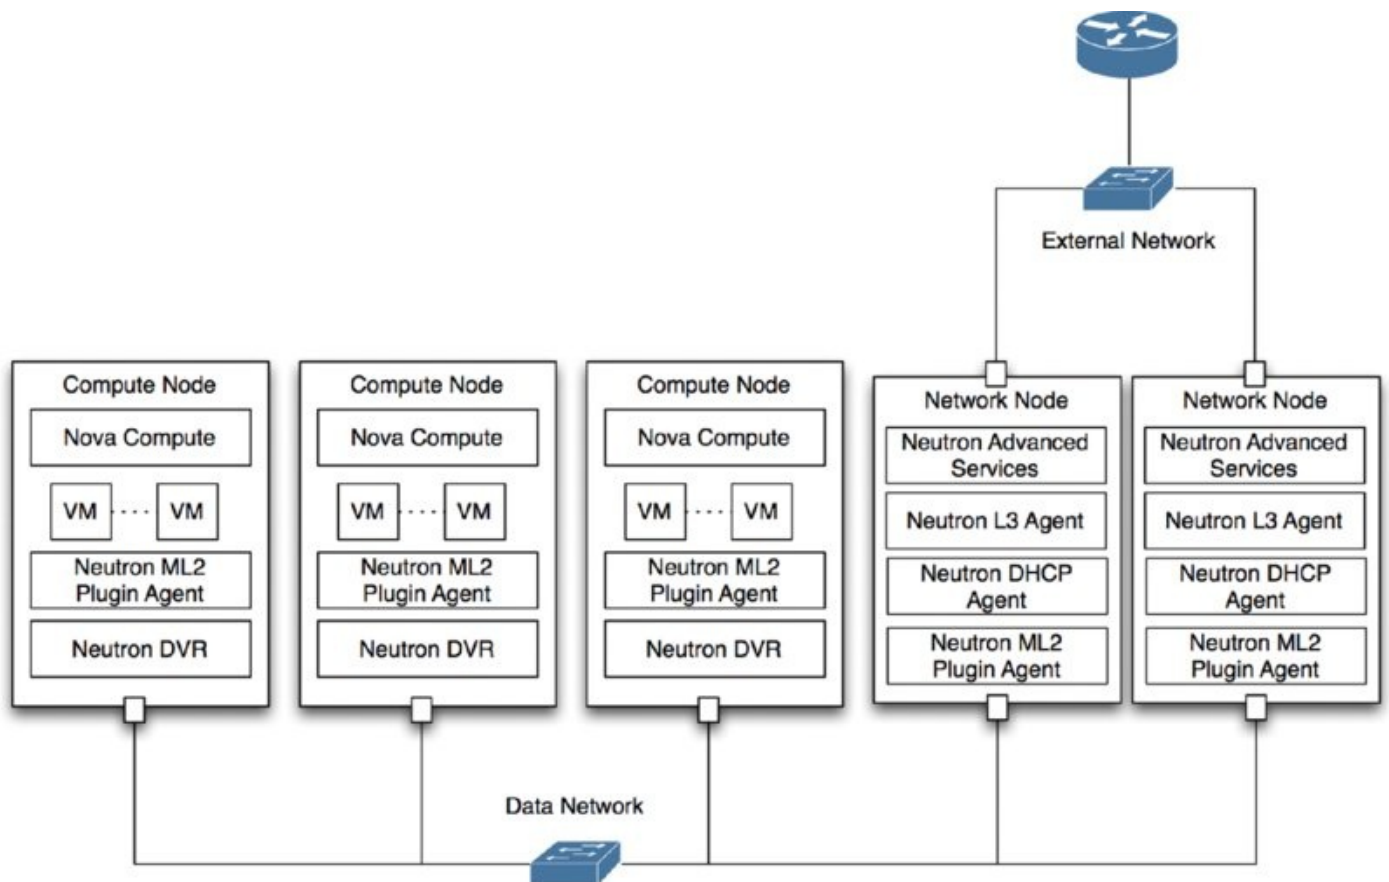 External Network
Compute Node
Nova Compute
VM
VM
Neutron ML2
Plugin Agent
Neutron DVR
Compute Node
Nova Compute
VM
VM
Neutron ML2
Plugin Agent
Neutron DVR
Compute Node
Nova Compute
VM
VM
Neutron ML2
Plugin Agent
Neutron DVR
Network Node
Neutron Advanced
Services
Neutron L3 Agent
Neutron DHCP
Agent
Neutron ML2
Plugin Agent
Network Node
Neutron Advanced
Services
Neutron L3 Agent
Neutron DHCP
Agent
Neutron ML2
Plugin Agent
Data Network